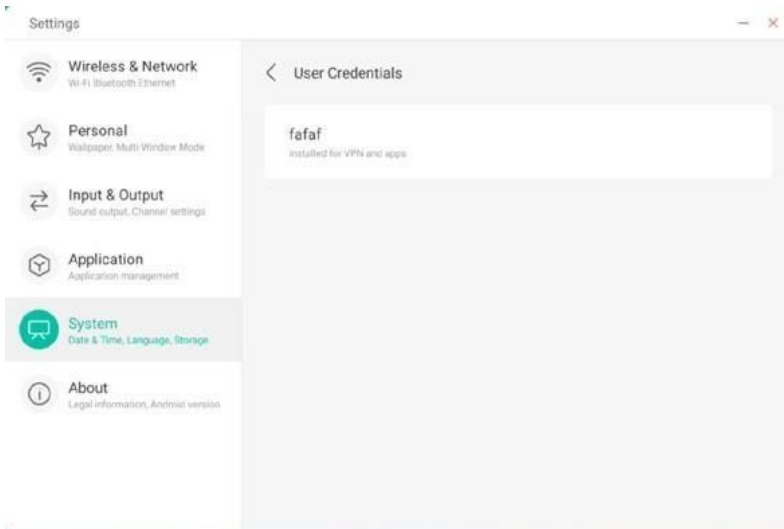 Settings
Wireless & Network
Wi-Fi Bluetooth Ethernet
Personal
Wallpaper, Multi-Window Mode
Input & Output
Sound output, Channel settings
Application
Application management
System
Date & Time, Language, Storage
About
Legal information, Android version
User Credentials
fafaf
installed for VPN and apps